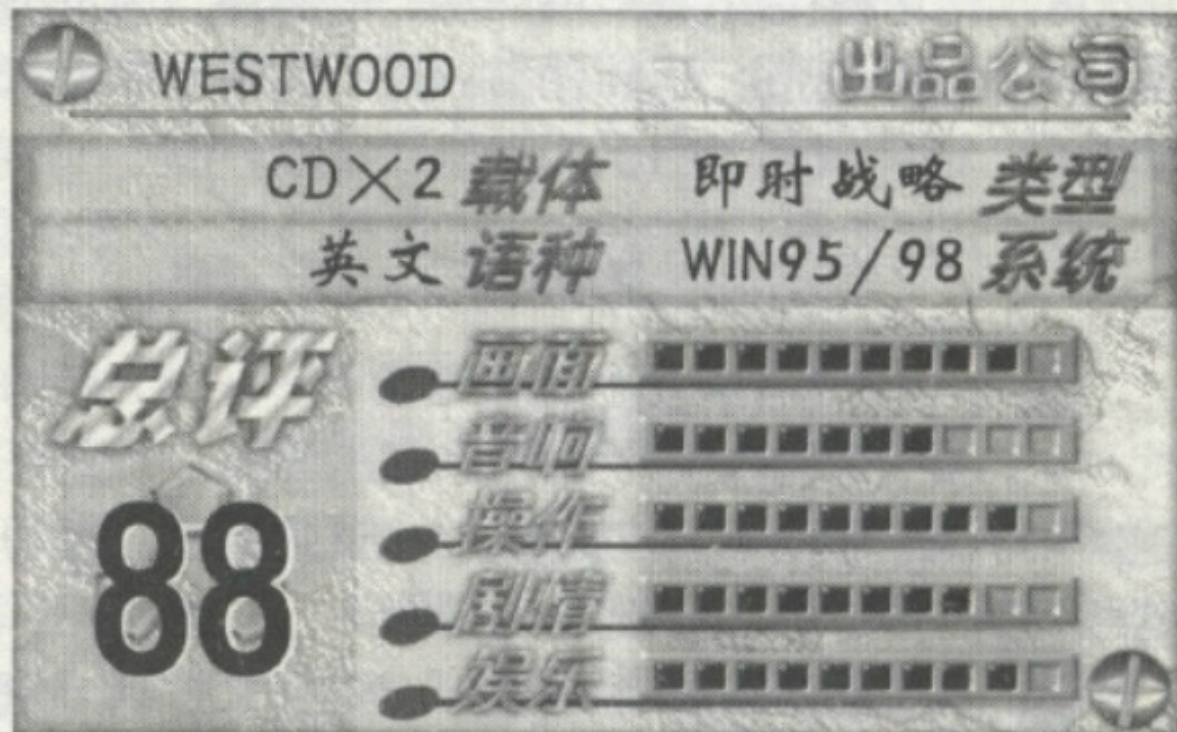 WESTWOOD 出品公司
CD×2 载体 即时战略 类型
英文 语种 WIN95/98 系统
总评
88
画面
音响
操作
剧情
娱乐